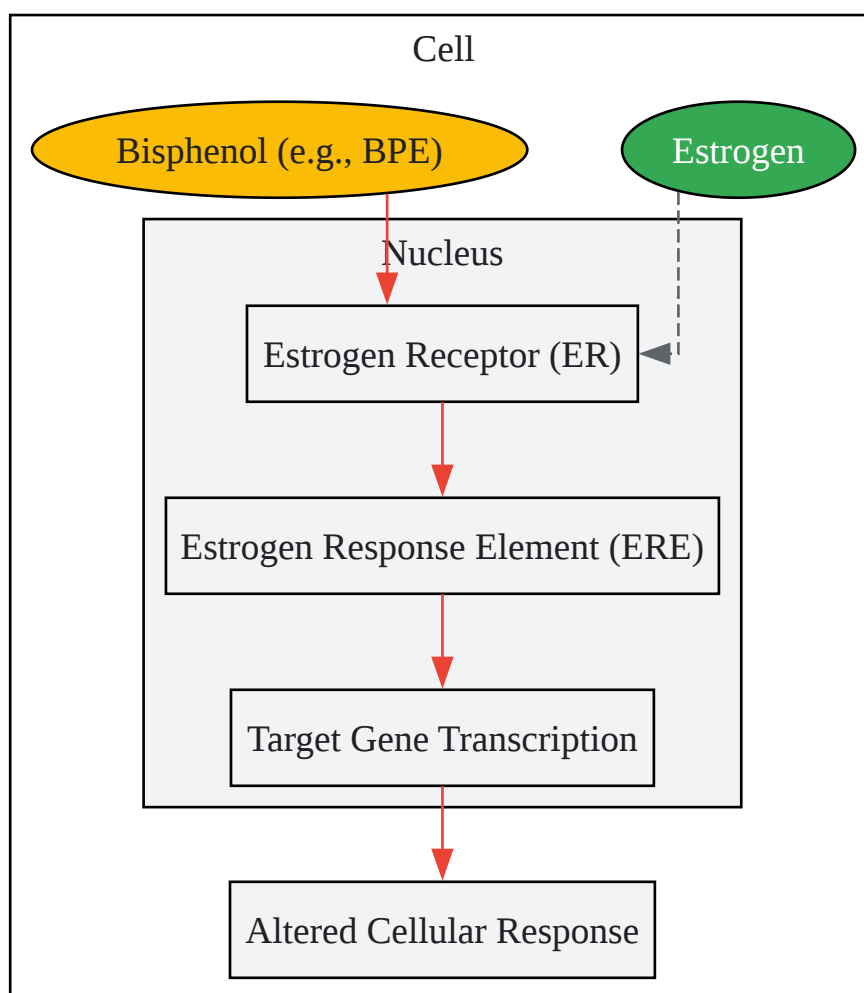 Cell
Bisphenol (e.g., BPE)
Estrogen
Nucleus
Estrogen Receptor (ER)
Estrogen Response Element (ERE)
Target Gene Transcription
Altered Cellular Response